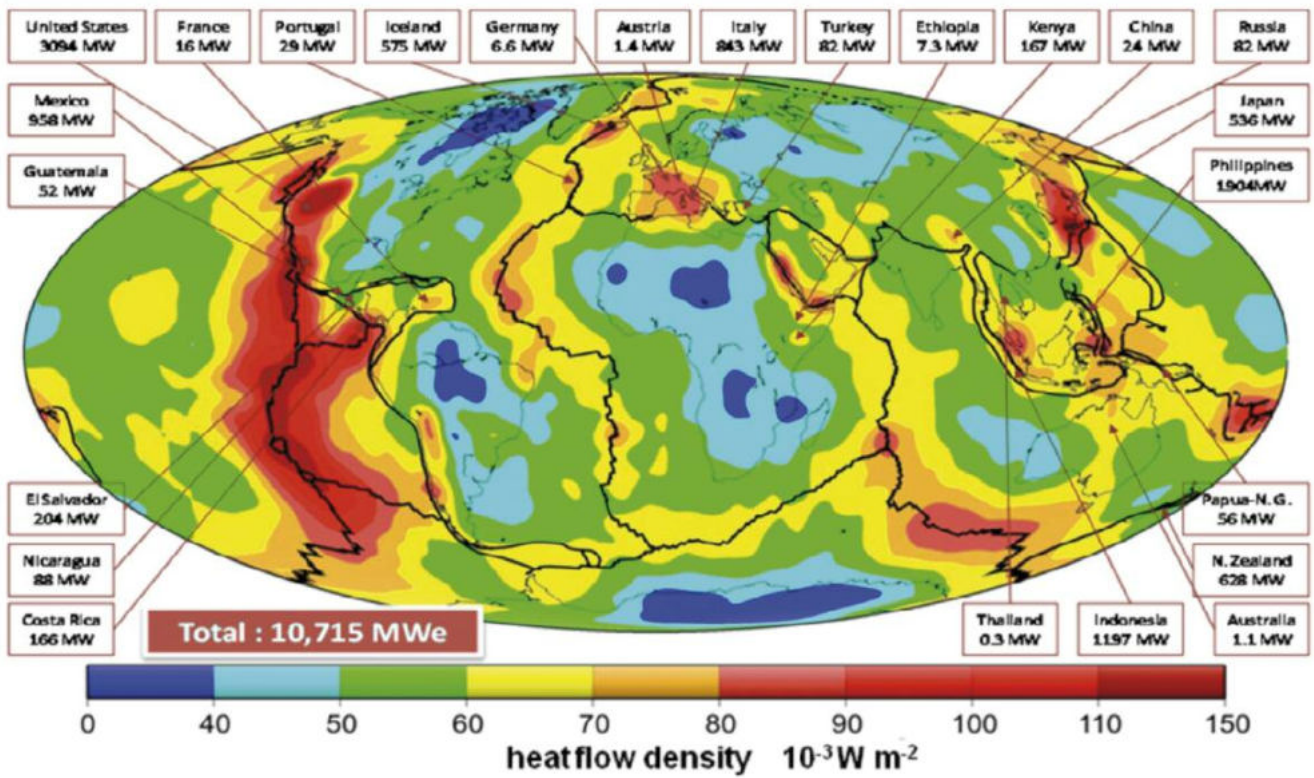 United States
3094 MW
France
16 MW
Portugal
29 MW
Iceland
575 MW
Germany
6.6 MW
Austria
1.4 MW
Italy
843 MW
Turkey
82 MW
Ethiopia
7.3 MW
Kenya
167 MW
China
24 MW
Russia
82 MW
Mexico
958 MW
Japan
536 MW
Guatemala
52 MW
Philippines
1904MW
El Salvador
204 MW
Papua-N.G.
56 MW
Nicaragua
88 MW
N.Zealand
628 MW
Costa Rica
166 MW
Total : 10,715 MWe
Thailand
0.3 MW
Indonesia
1197 MW
Australia
1.1 MW
0 40 50 60 70 80 90 100 110 150
heat flow density 10⁻³ W m⁻²